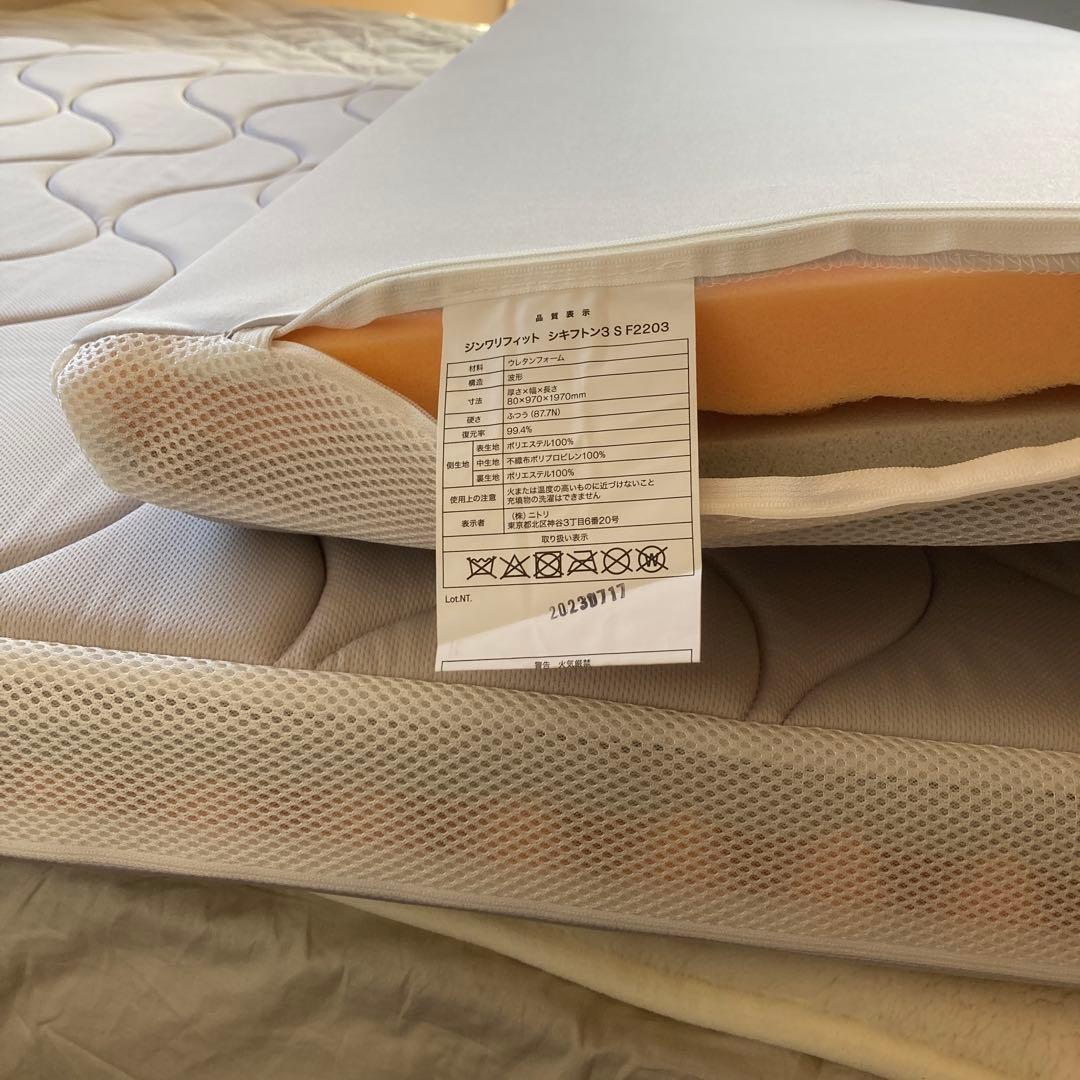 品質表示
ジンワリフィット シキフトン3 S F2203
材料 ウレタンフォーム
構造 波形
寸法 厚さ×幅×長さ
80×970×1970mm
硬さ ふつう (87.7N)
復元率 99.4%
側生地 表生地 ポリエステル100%
中生地 不織布ポリプロピレン100%
裏生地 ポリエステル100%
使用上の注意 火または温度の高いものに近づけないこと
充填物の洗濯はできません
表示者 (株) ニトリ
東京都北区神谷3丁目6番20号
取り扱い表示
W
Lot.NT.
20230717
警告 火気厳禁